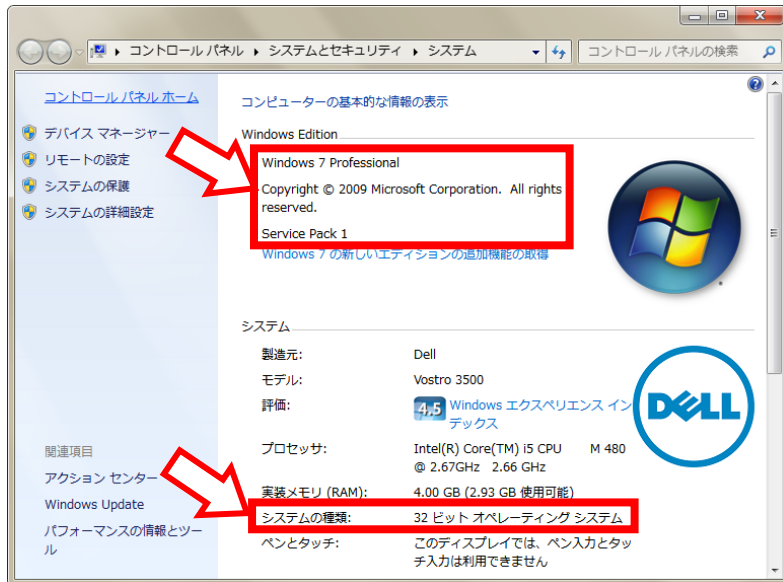 コントロール パネル ▸ システムとセキュリティ ▸ システム
コントロール パネルの検索
コントロール パネル ホーム
デバイス マネージャー
リモートの設定
システムの保護
システムの詳細設定
関連項目
アクション センター
Windows Update
パフォーマンスの情報とツー
ル
コンピューターの基本的な情報の表示
Windows Edition
Windows 7 Professional
Copyright © 2009 Microsoft Corporation. All rights
reserved.
Service Pack 1
Windows 7 の新しいエディションの追加機能の取得
システム
製造元: Dell
モデル: Vostro 3500
評価: 4.5 Windows エクスペリエンス イン
デックス
DELL
プロセッサ: Intel(R) Core(TM) i5 CPU M 480
@ 2.67GHz 2.66 GHz
実装メモリ (RAM): 4.00 GB (2.93 GB 使用可能)
システムの種類: 32 ビット オペレーティング システム
ペンとタッチ: このディスプレイでは、ペン入力とタッ
チ入力は利用できません